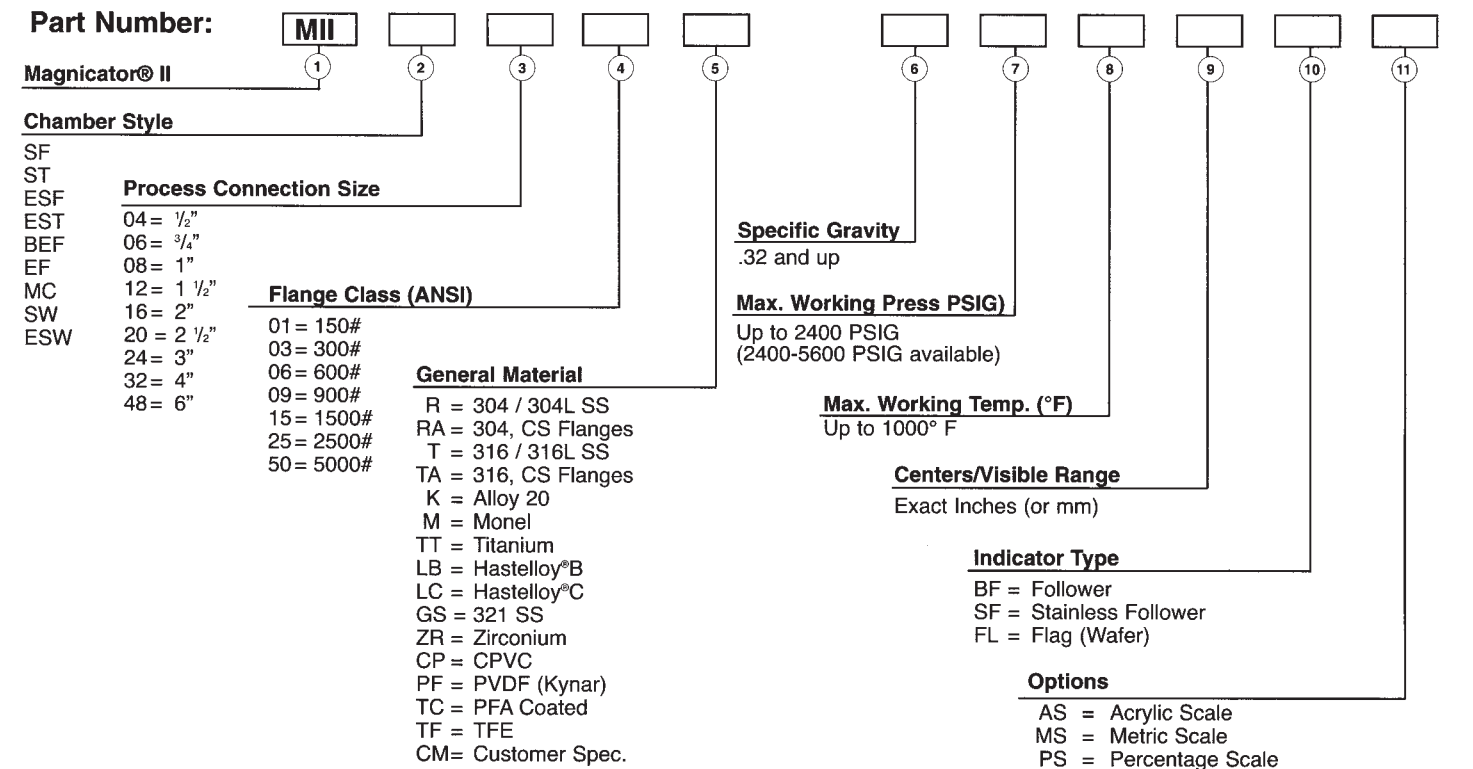 Part Number:
MII
1 2 3 4 5 6 7 8 9 10 11
Magnicator® II
Chamber Style
SF
ST
ESF
EST
BEF
EF
MC
SW
ESW
Process Connection Size
04 = 1/2"
06 = 3/4"
08 = 1"
12 = 1 1/2"
16 = 2"
20 = 2 1/2"
24 = 3"
32 = 4"
48 = 6"
Flange Class (ANSI)
01 = 150#
03 = 300#
06 = 600#
09 = 900#
15 = 1500#
25 = 2500#
50 = 5000#
General Material
R = 304 / 304L SS
RA = 304, CS Flanges
T = 316 / 316L SS
TA = 316, CS Flanges
K = Alloy 20
M = Monel
TT = Titanium
LB = Hastelloy®B
LC = Hastelloy®C
GS = 321 SS
ZR = Zirconium
CP = CPVC
PF = PVDF (Kynar)
TC = PFA Coated
TF = TFE
CM= Customer Spec.
Specific Gravity
.32 and up
Max. Working Press PSIG)
Up to 2400 PSIG
(2400-5600 PSIG available)
Max. Working Temp. (°F)
Up to 1000° F
Centers/Visible Range
Exact Inches (or mm)
Indicator Type
BF = Follower
SF = Stainless Follower
FL = Flag (Wafer)
Options
AS = Acrylic Scale
MS = Metric Scale
PS = Percentage Scale